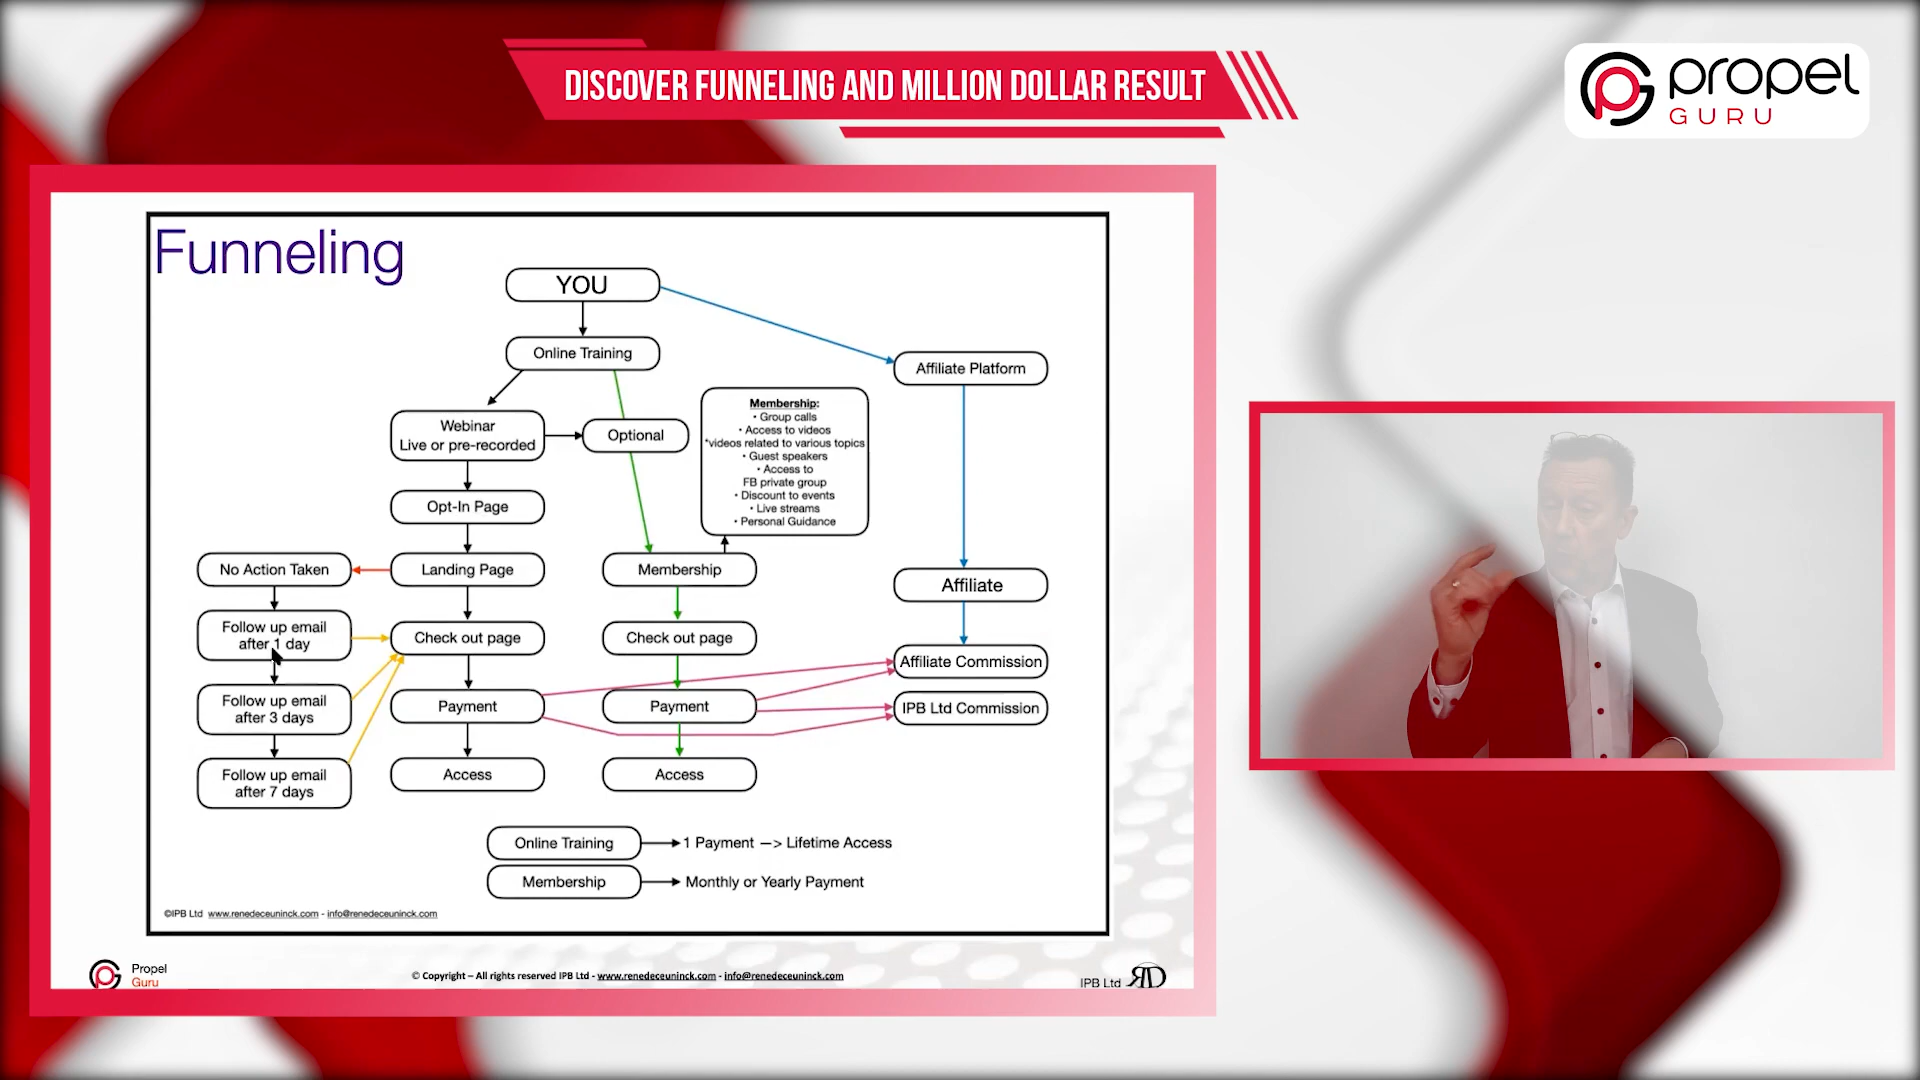 DISCOVER FUNNELING AND MILLION DOLLAR RESULT
propel
GURU
Funneling
YOU
Online Training
Affiliate Platform
Webinar
Live or pre-recorded
Optional
Membership:
• Group calls
• Access to videos
*videos related to various topics
• Guest speakers
• Access to
FB private group
• Discount to events
• Live streams
• Personal Guidance
Opt-In Page
No Action Taken
Landing Page
Membership
Affiliate
Follow up email
after 1 day
Check out page
Check out page
Affiliate Commission
Follow up email
after 3 days
Payment
Payment
IPB Ltd Commission
Follow up email
after 7 days
Access
Access
Online Training
1 Payment —> Lifetime Access
Membership
Monthly or Yearly Payment
©IPB Ltd www.renedeceuninck.com - info@renedeceuninck.com
Propel
Guru
© Copyright – All rights reserved IPB Ltd - www.renedeceuninck.com - info@renedeceuninck.com
IPB Ltd